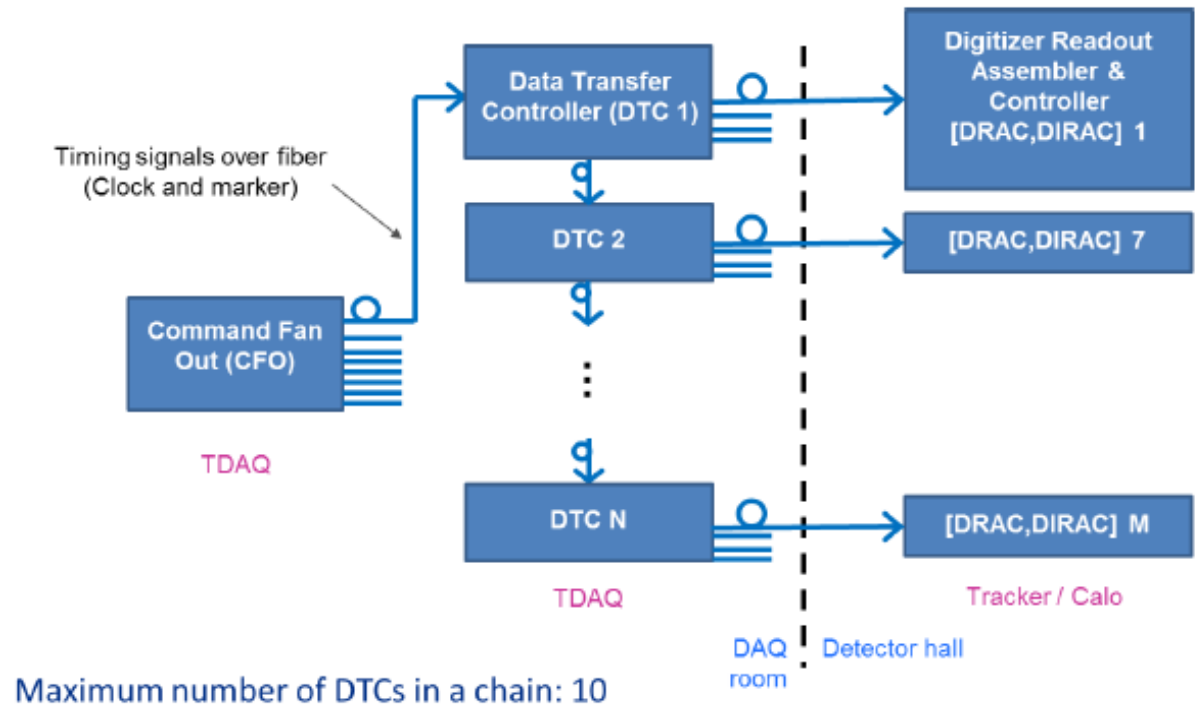 Data Transfer
Controller (DTC 1)
Digitizer Readout
Assembler &
Controller
[DRAC,DIRAC] 1
Timing signals over fiber
(Clock and marker)
DTC 2
[DRAC,DIRAC] 7
Command Fan
Out (CFO)
TDAQ
DTC N
[DRAC,DIRAC] M
TDAQ
Tracker / Calo
DAQ
room
Detector hall
Maximum number of DTCs in a chain: 10